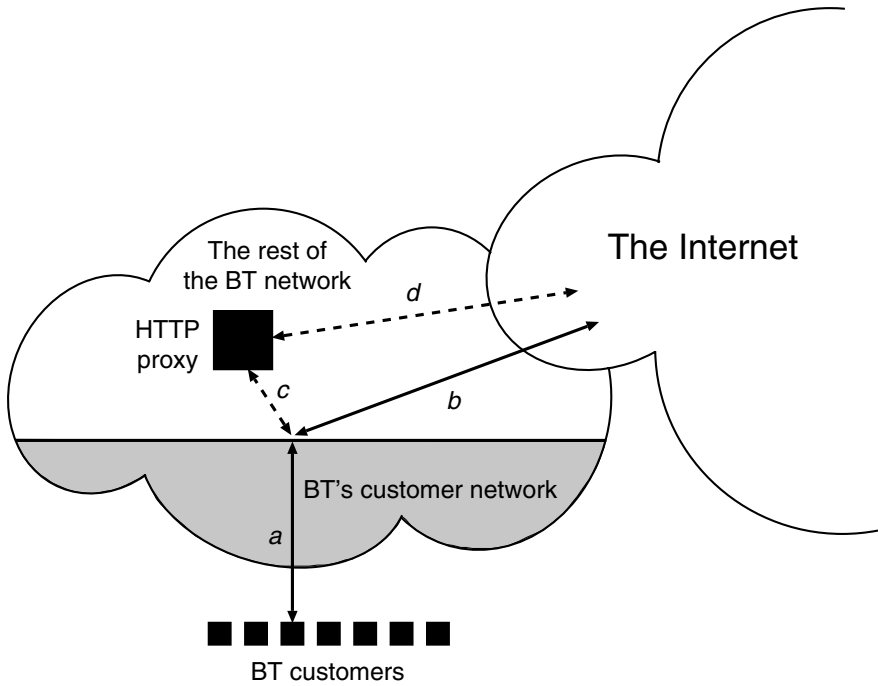 The rest of
the BT network
The Internet
d
HTTP
proxy
c
b
BT's customer network
a
BT customers